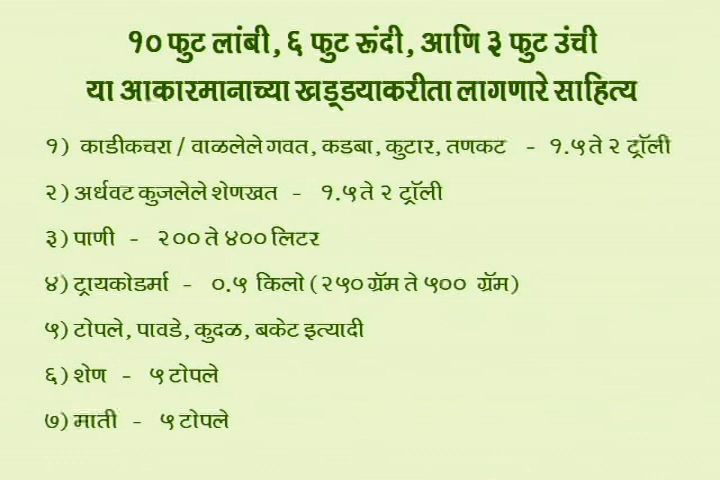 १० फुट लांबी, ६ फुट रूंदी, आणि ३ फुट उंची
या आकारमानाच्या खड्डयाकरीता लागणारे साहित्य
१) काडीकचरा / वाळलेले गवत, कडबा, कुटार, तणकट - १.५ ते २ ट्रॉली
२) अर्धवट कुजलेले शेणखत - १.५ ते २ ट्रॉली
३) पाणी - २०० ते ४०० लिटर
४) ट्रायकोडर्मा - ०.५ किलो (२५० ग्रॅम ते ५०० ग्रॅम)
५) टोपले, पावडे, कुदळ, बकेट इत्यादी
६) शेण - ५ टोपले
७) माती - ५ टोपले